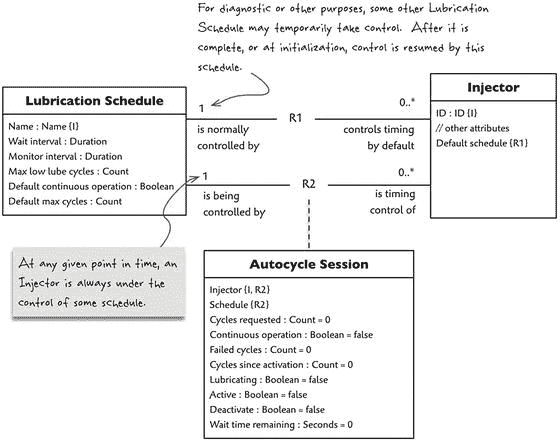 For diagnostic or other purposes, some other Lubrication
Schedule may temporarily take control. After it is
complete, or at initialization, control is resumed by this
schedule.
Lubrication Schedule
Name : Name {I}
Wait interval : Duration
Monitor interval : Duration
Max low lube cycles : Count
Default continuous operation : Boolean
Default max cycles : Count
1
is normally
controlled by
R1
0..*
controls timing
by default
1
is being
controlled by
R2
0..*
is timing
control of
Injector
ID : ID {I}
// other attributes
Default schedule {R1}
At any given point in time, an
Injector is always under the
control of some schedule.
Autocycle Session
Injector {I, R2}
Schedule {R2}
Cycles requested : Count = 0
Continuous operation : Boolean = false
Failed cycles : Count = 0
Cycles since activation : Count = 0
Lubricating : Boolean = false
Active : Boolean = false
Deactivate : Boolean = false
Wait time remaining : Seconds = 0